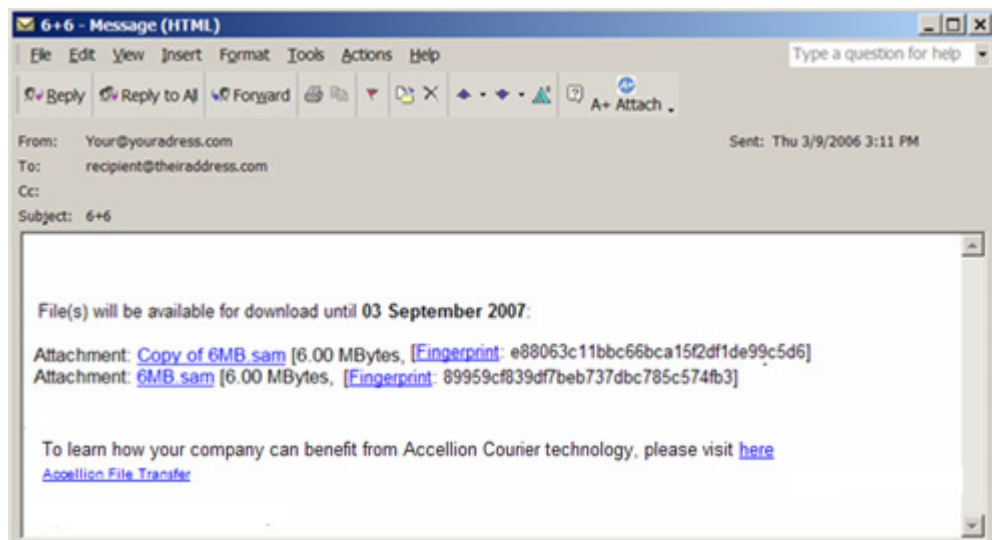 6+6 - Message (HTML)
File Edit View Insert Format Tools Actions Help Type a question for help
Reply Reply to All Forward A+ Attach
From: Your@youradress.com Sent: Thu 3/9/2006 3:11 PM
To: recipient@theiraddress.com
Cc:
Subject: 6+6
File(s) will be available for download until 03 September 2007:
Attachment: Copy of 6MB.sam [6.00 MBytes, [Fingerprint: e88063c11bbc66bca15f2df1de99c5d6]
Attachment: 6MB.sam [6.00 MBytes, [Fingerprint: 89959cf839df7beb737dbc785c574fb3]
To learn how your company can benefit from Accellion Courier technology, please visit here
Accellion File Transfer